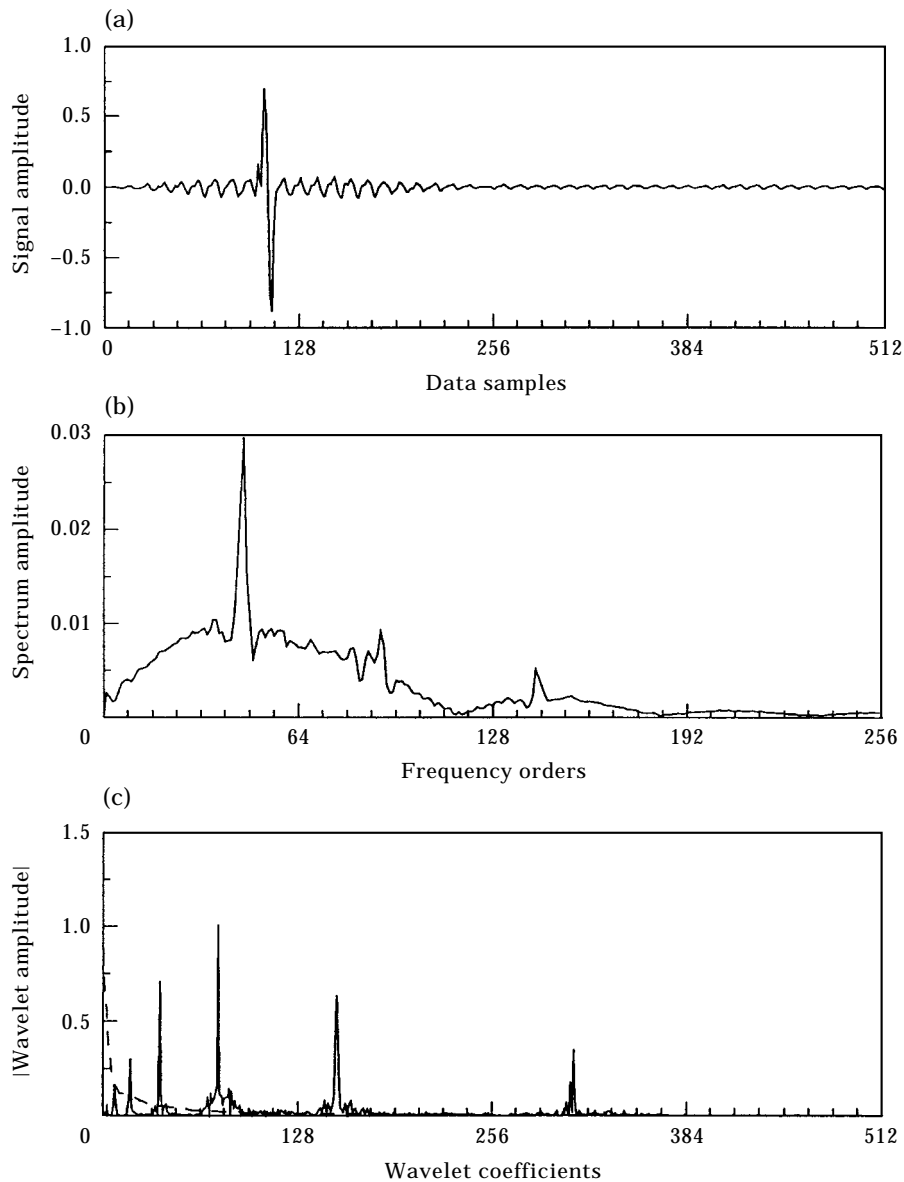 (a)
1.0
0.5
0.0
−0.5
−1.0
Signal amplitude
0 128 256 384 512
Data samples
(b)
0.03
0.02
0.01
Spectrum amplitude
0 64 128 192 256
Frequency orders
(c)
1.5
1.0
0.5
|Wavelet amplitude|
0 128 256 384 512
Wavelet coefficients